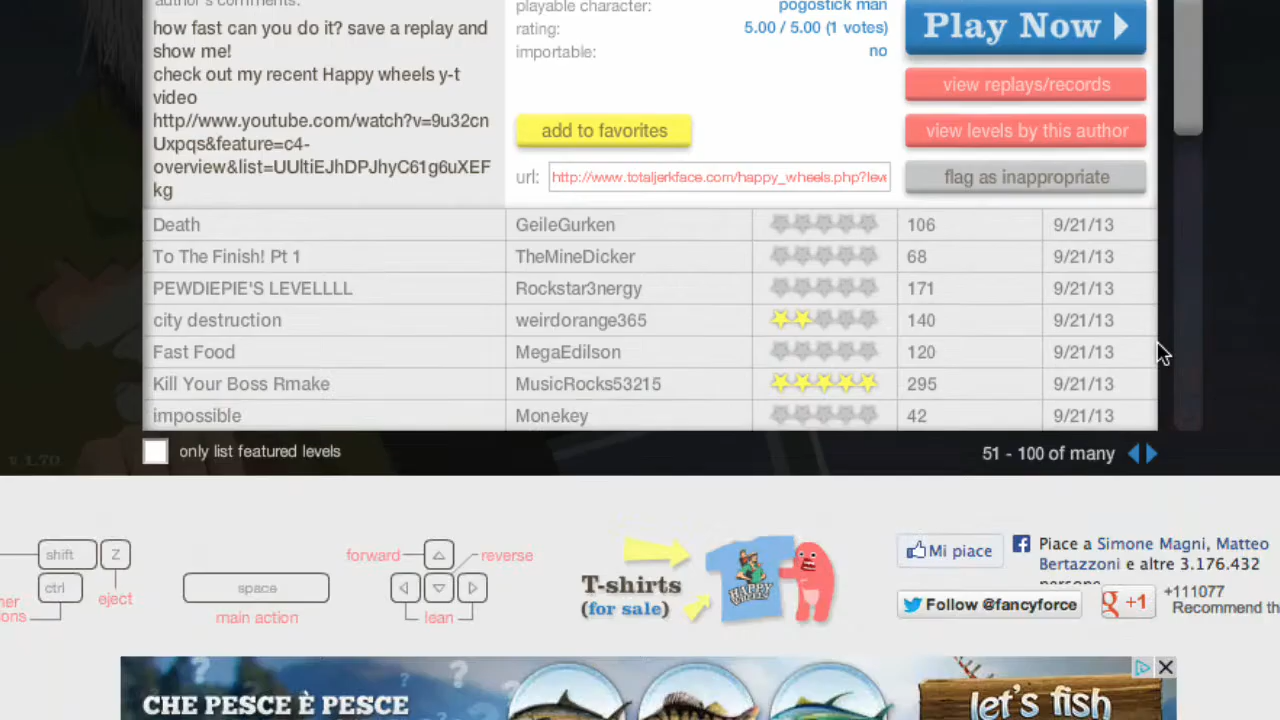 author's comments:
how fast can you do it? save a replay and
show me!
check out my recent Happy wheels y-t
video
http://www.youtube.com/watch?v=9u32cn
Uxpqs&feature=c4-
overview&list=UUltiEJhDPJhyC61g6uXEF
kg
playable character: pogostick man
rating: 5.00 / 5.00 (1 votes)
importable: no
add to favorites
url: http://www.totaljerkface.com/happy_wheels.php?leve
Play Now
view replays/records
view levels by this author
flag as inappropriate
Death GeileGurken 106 9/21/13
To The Finish! Pt 1 TheMineDicker 68 9/21/13
PEWDIEPIE'S LEVELLLL Rockstar3nergy 171 9/21/13
city destruction weirdorange365 140 9/21/13
Fast Food MegaEdilson 120 9/21/13
Kill Your Boss Rmake MusicRocks53215 295 9/21/13
impossible Monekey 42 9/21/13
v 1.70
only list featured levels
51 - 100 of many
shift Z
ctrl
eject
space
main action
forward
reverse
lean
T-shirts
(for sale)
HAPPY WHEELS
Mi piace
Piace a Simone Magni, Matteo
Bertazzoni e altre 3.176.432
persone.
Follow @fancyforce
g +1
+111077
Recommend th
CHE PESCE È PESCE
let's fish